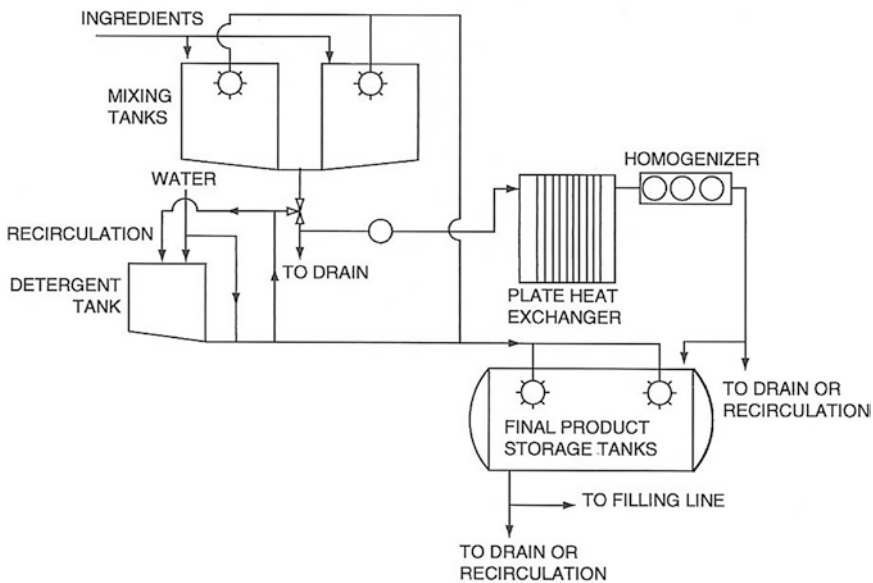 INGREDIENTS
MIXING
TANKS
HOMOGENIZER
WATER
RECIRCULATION
TO DRAIN
DETERGENT
TANK
PLATE HEAT
EXCHANGER
TO DRAIN OR
RECIRCULATION
FINAL PRODUCT
STORAGE TANKS
TO FILLING LINE
TO DRAIN OR
RECIRCULATION